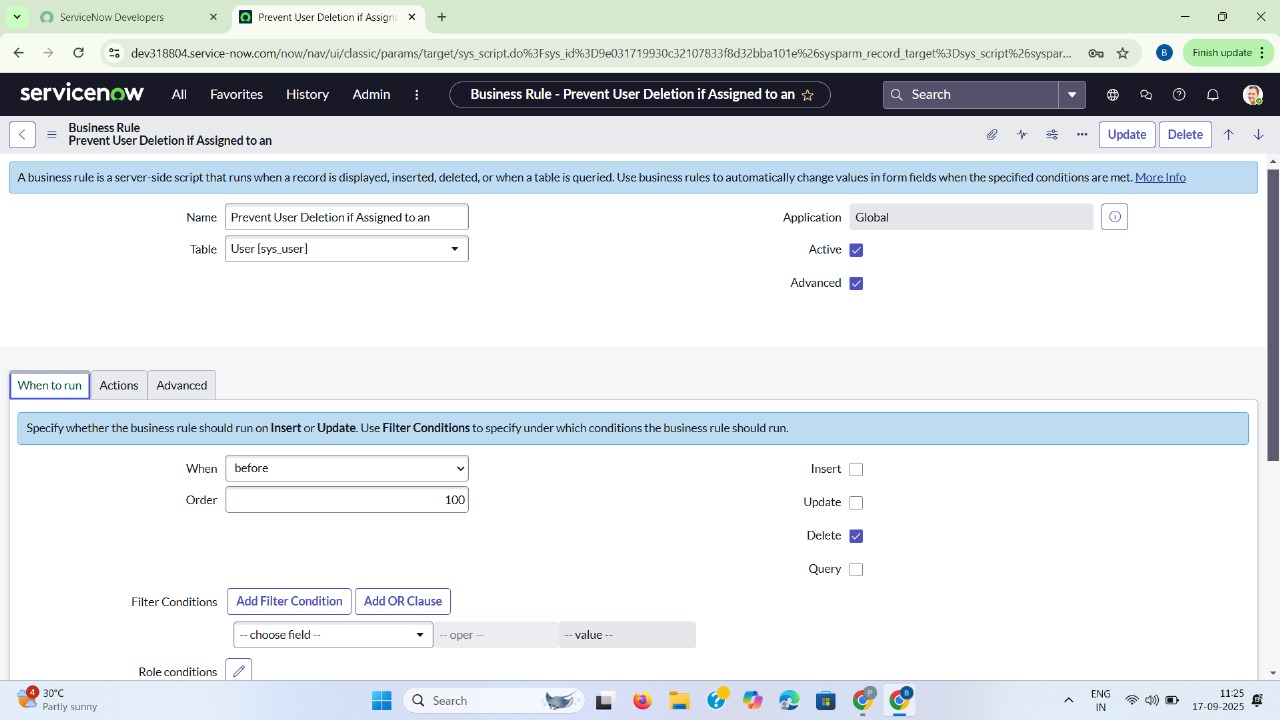 ServiceNow Developers
Prevent User Deletion if Assign
dev318804.service-now.com/now/nav/ui/classic/params/target/sys_script.do%3Fsys_id%3D9e031719930c32107833f8d32bba101e%26sysparm_record_target%3Dsys_script%26syspar...
B
Finish update
servicenow
All
Favorites
History
Admin
Business Rule - Prevent User Deletion if Assigned to an
Search
Business Rule
Prevent User Deletion if Assigned to an
Update
Delete
A business rule is a server-side script that runs when a record is displayed, inserted, deleted, or when a table is queried. Use business rules to automatically change values in form fields when the specified conditions are met. More Info
Name
Prevent User Deletion if Assigned to an
Application
Global
Table
User [sys_user]
Active
Advanced
When to run
Actions
Advanced
Specify whether the business rule should run on Insert or Update. Use Filter Conditions to specify under which conditions the business rule should run.
When
before
Insert
Order
100
Update
Delete
Query
Filter Conditions
Add Filter Condition
Add OR Clause
-- choose field --
-- oper --
-- value --
Role conditions
4
30°C
Partly sunny
Search
P
B
ENG
IN
11:25
17-09-2025